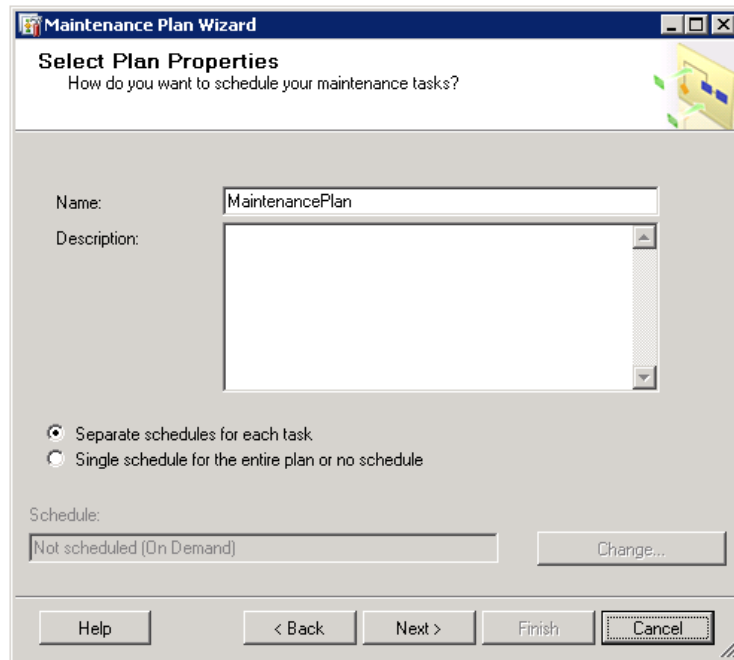 Maintenance Plan Wizard
Select Plan Properties
How do you want to schedule your maintenance tasks?
Name:
MaintenancePlan
Description:
Separate schedules for each task
Single schedule for the entire plan or no schedule
Schedule:
Not scheduled (On Demand)
Change...
Help
< Back
Next >
Finish
Cancel